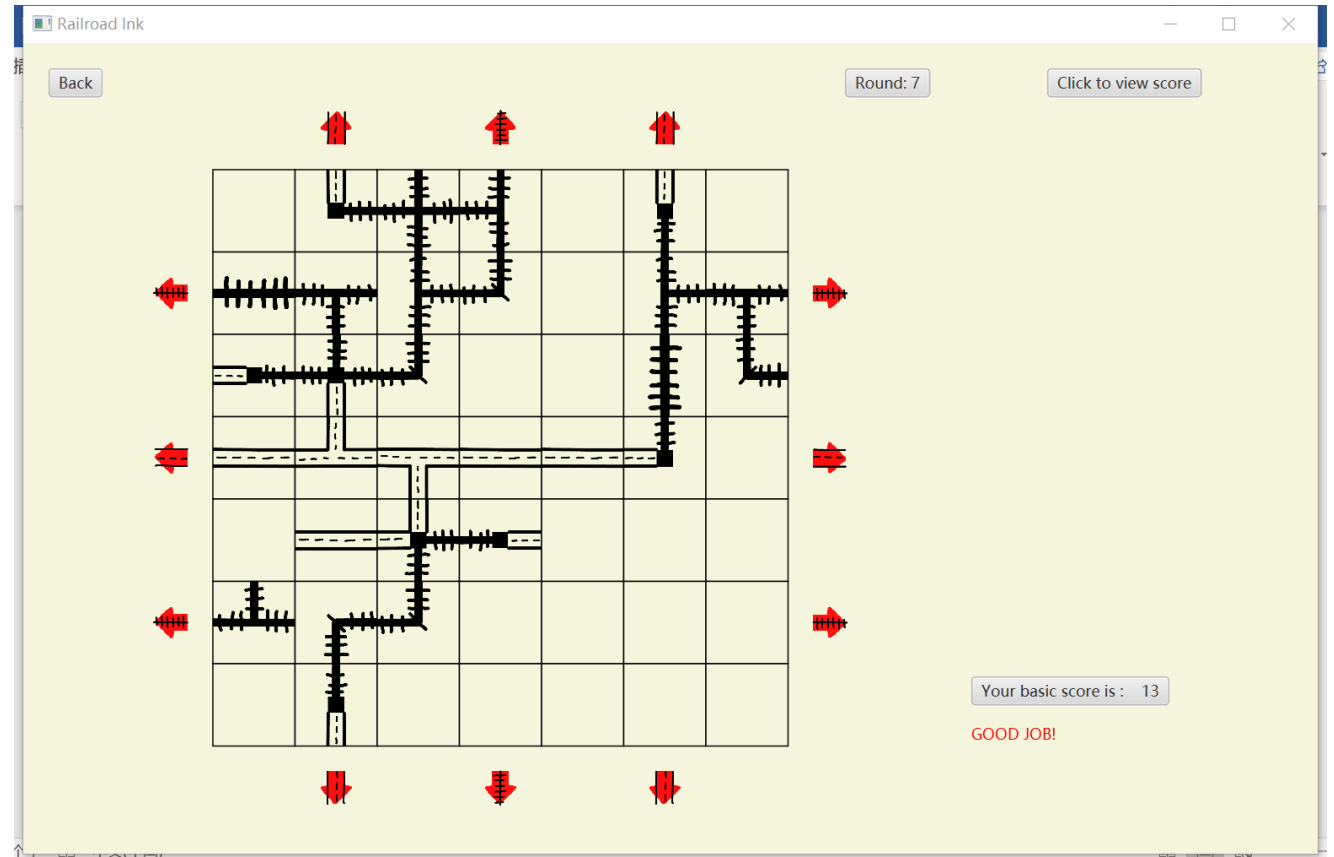 Railroad Ink
Back
Round: 7
Click to view score
Your basic score is : 13
GOOD JOB!